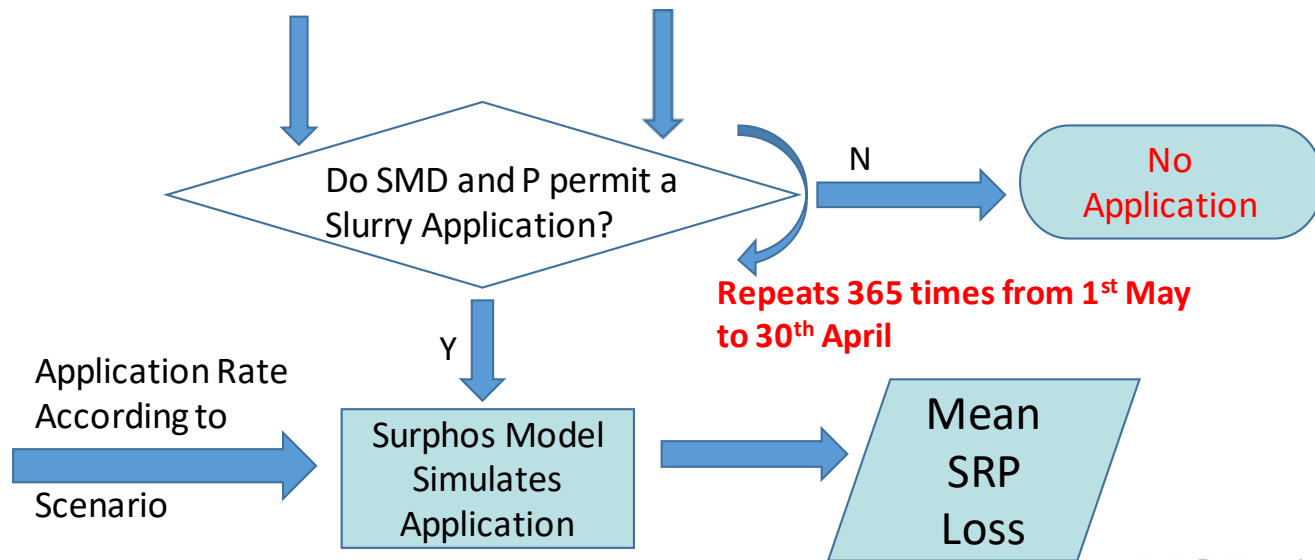 Do SMD and P permit a
Slurry Application?
N
No
Application
Repeats 365 times from 1st May
to 30th April
Y
Application Rate
According to
Scenario
Surphos Model
Simulates
Application
Mean
SRP
Loss